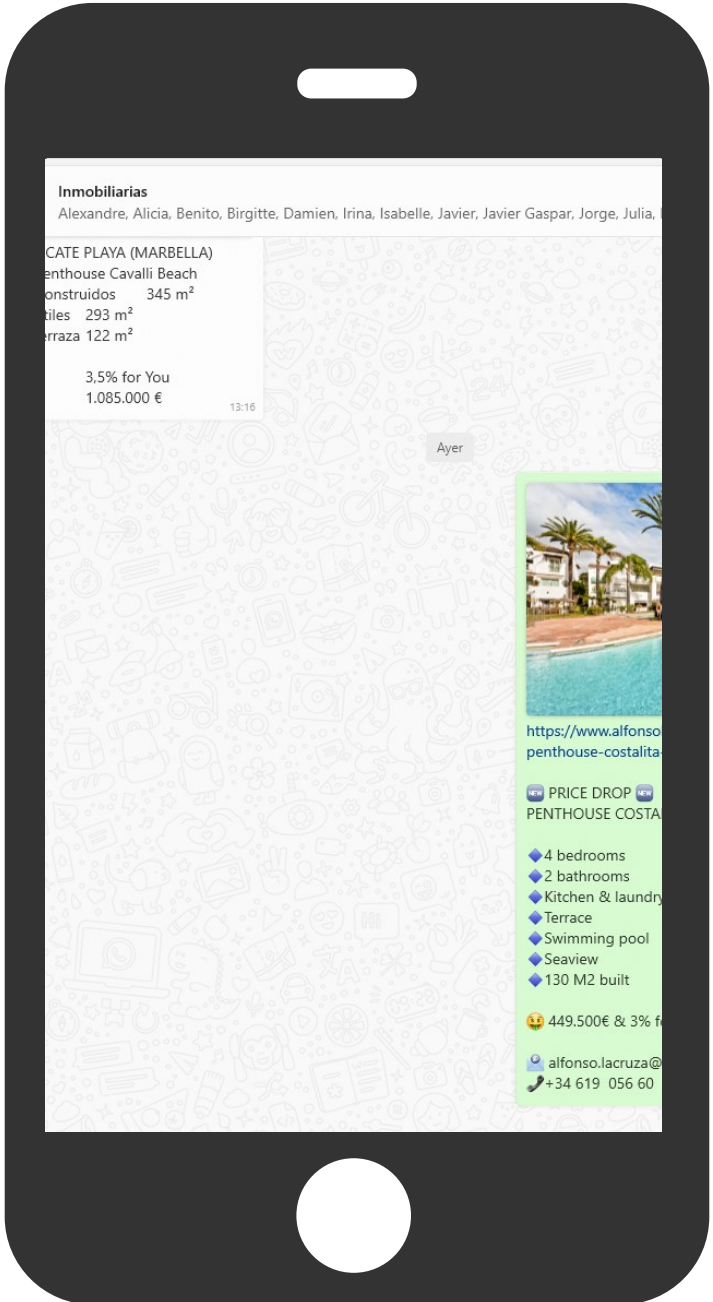 Inmobiliarias
Alexandre, Alicia, Benito, Birgitte, Damien, Irina, Isabelle, Javier, Javier Gaspar, Jorge, Julia,
CATE PLAYA (MARBELLA)
enthouse Cavalli Beach
onstruidos 345 m²
tiles 293 m²
erraza 122 m²
3,5% for You
1.085.000 €
13:16
Ayer
https://www.alfonso
penthouse-costalita-
🆕 PRICE DROP 🆕
PENTHOUSE COSTA
🔷4 bedrooms
🔷2 bathrooms
🔷Kitchen & laundry
🔷Terrace
🔷Swimming pool
🔷Seaview
🔷130 M2 built
🤑 449.500€ & 3% f
📧 alfonso.lacruza@
📞+34 619 056 60